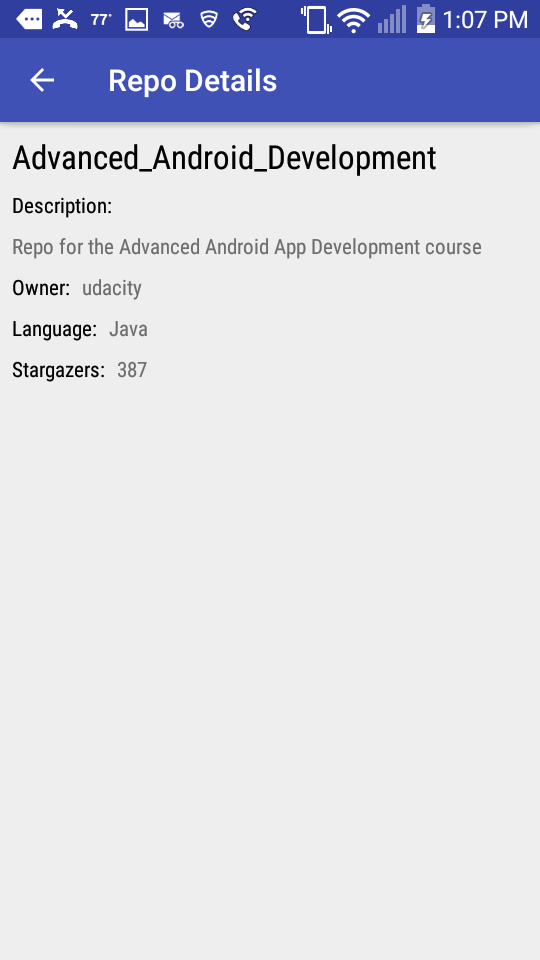 77° 1:07 PM
Repo Details
Advanced_Android_Development
Description:
Repo for the Advanced Android App Development course
Owner: udacity
Language: Java
Stargazers: 387